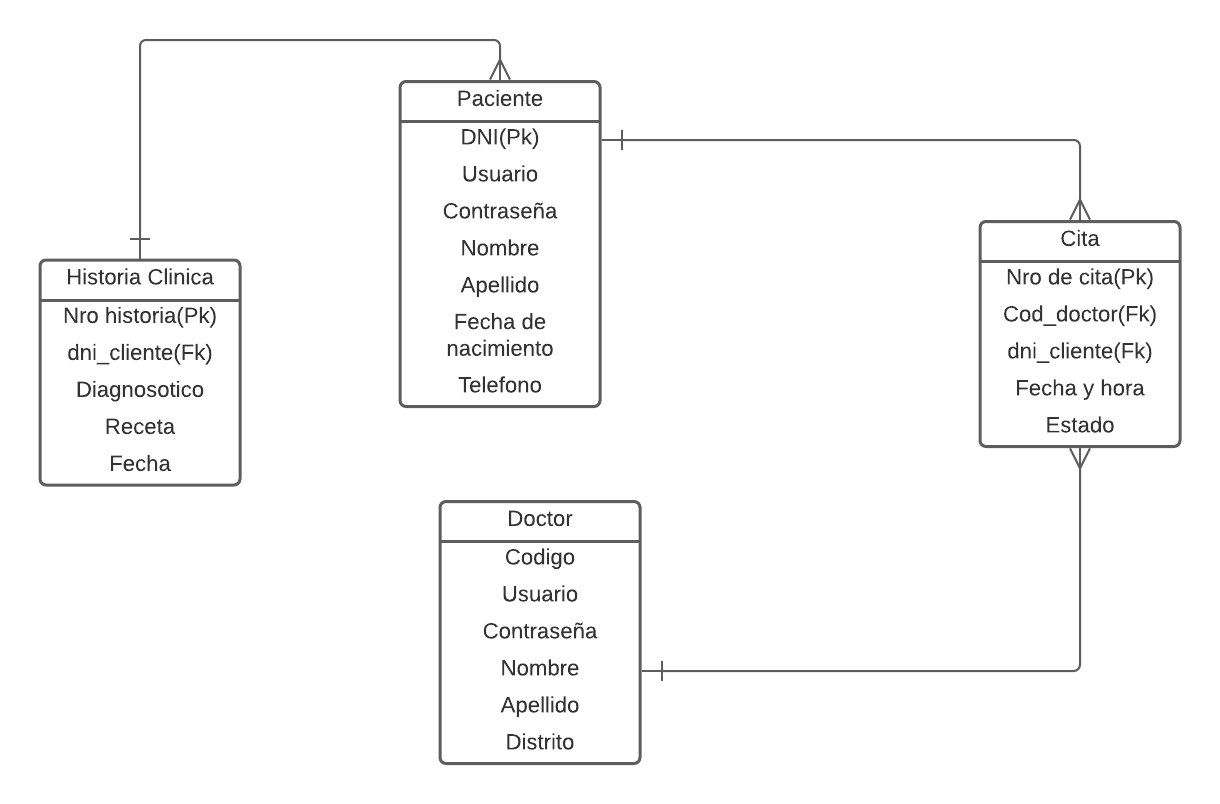 Paciente
DNI(Pk)
Usuario
Contraseña
Nombre
Apellido
Fecha de
nacimiento
Telefono
Historia Clinica
Nro historia(Pk)
dni_cliente(Fk)
Diagnosotico
Receta
Fecha
Cita
Nro de cita(Pk)
Cod_doctor(Fk)
dni_cliente(Fk)
Fecha y hora
Estado
Doctor
Codigo
Usuario
Contraseña
Nombre
Apellido
Distrito